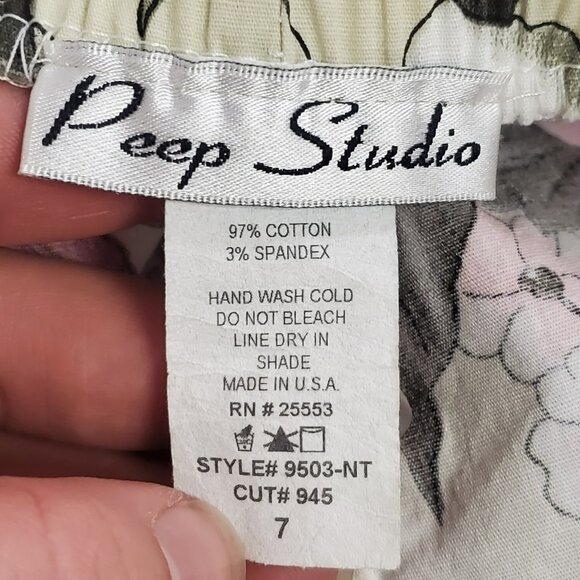 Peep Studio
97% COTTON
3% SPANDEX
HAND WASH COLD
DO NOT BLEACH
LINE DRY IN
SHADE
MADE IN U.S.A.
RN # 25553
STYLE# 9503-NT
CUT# 945
7